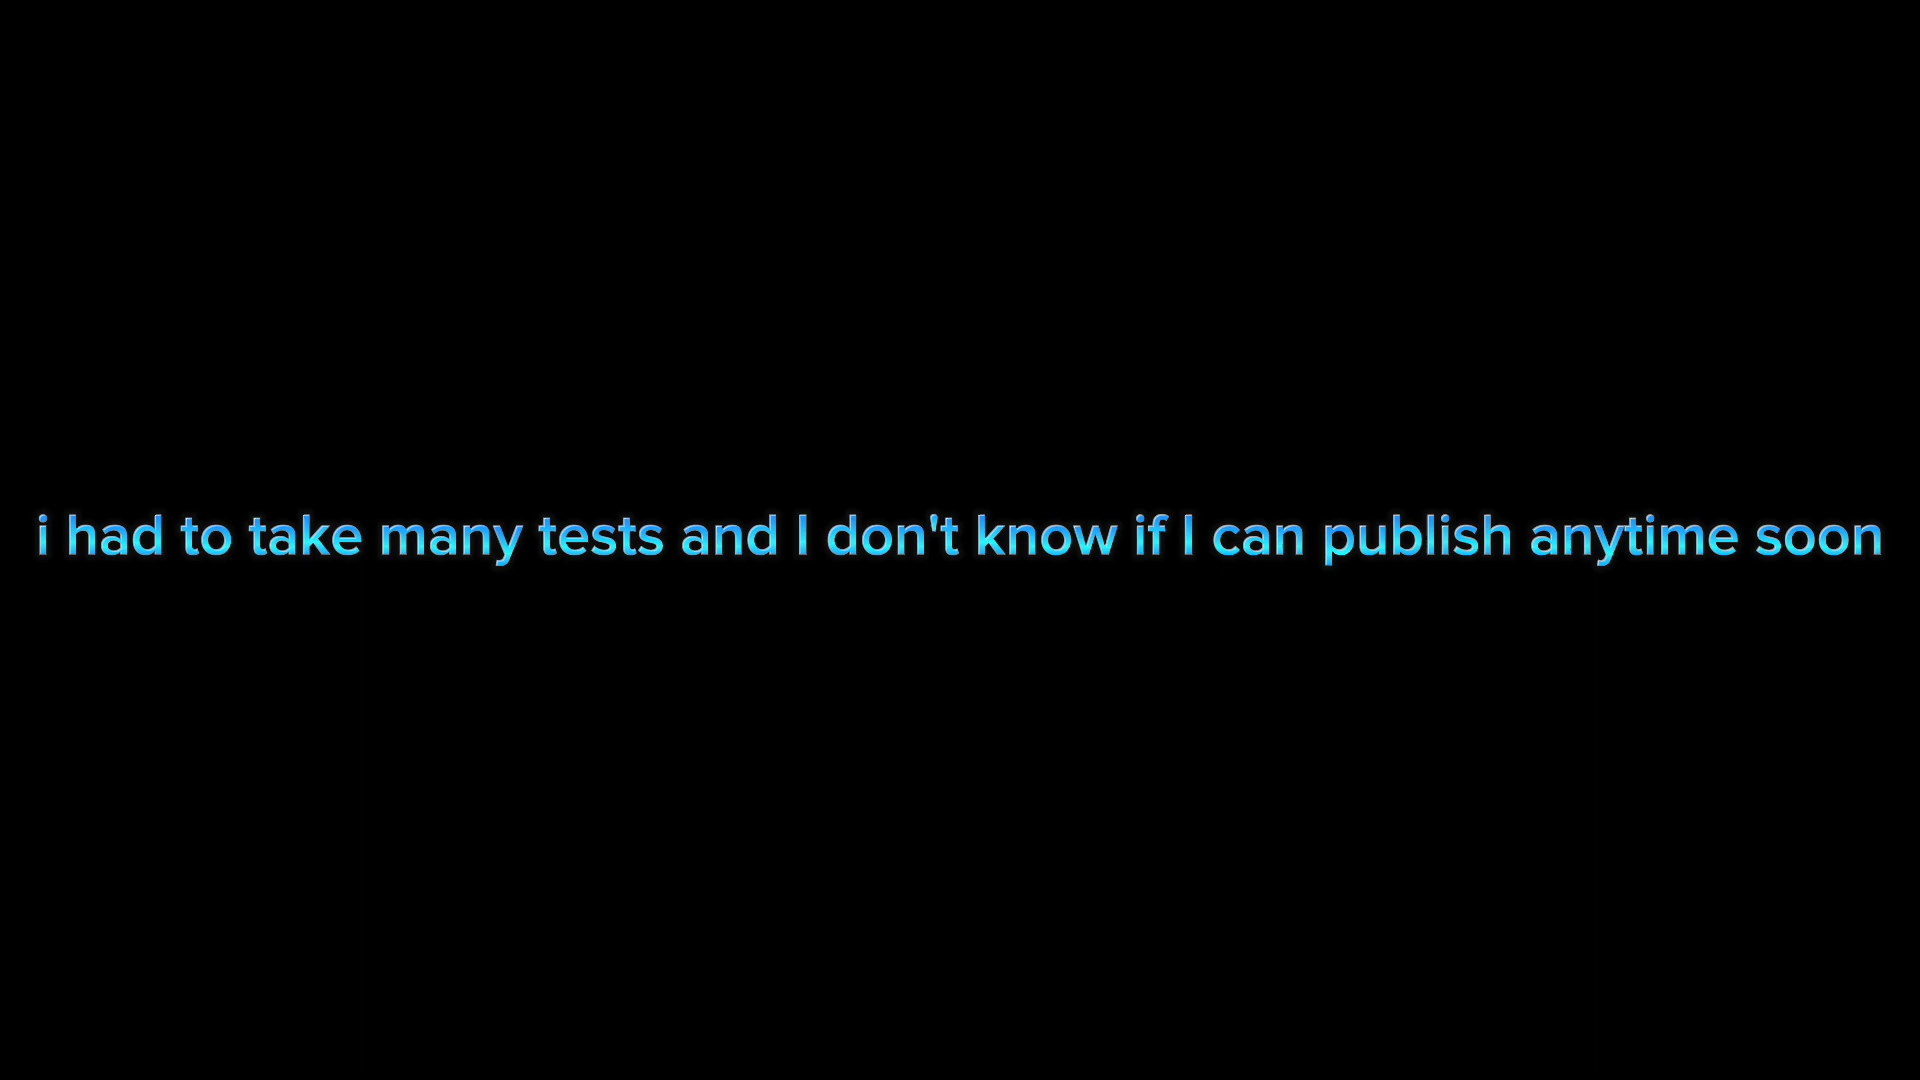 i had to take many tests and I don't know if I can publish anytime soon